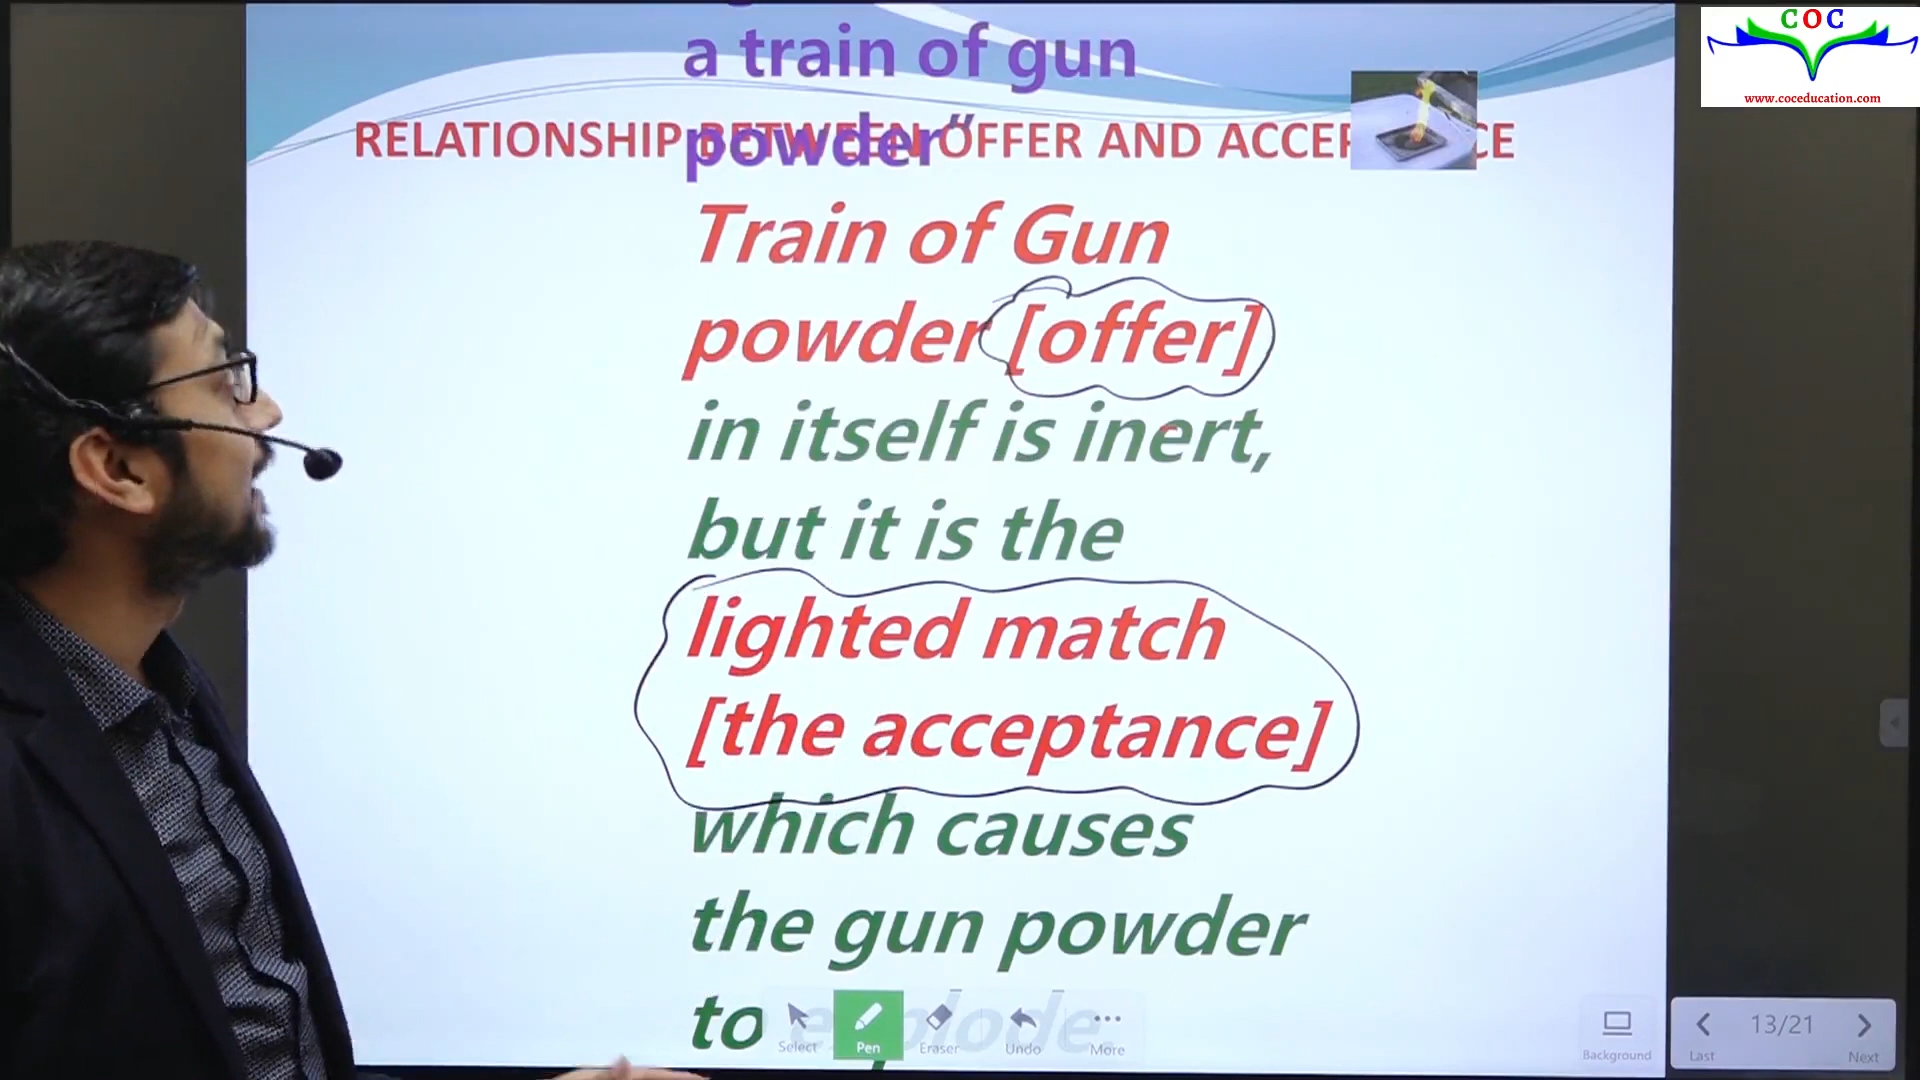 COC
www.coceducation.com
a train of gun
powder"
RELATIONSHIP BETWEEN OFFER AND
Train of Gun
powder [offer]
in itself is inert,
but it is the
lighted match
[the acceptance]
which causes
the gun powder
to explode.
Select
Pen
Eraser
Undo
More
Background
13/21
Last
Next